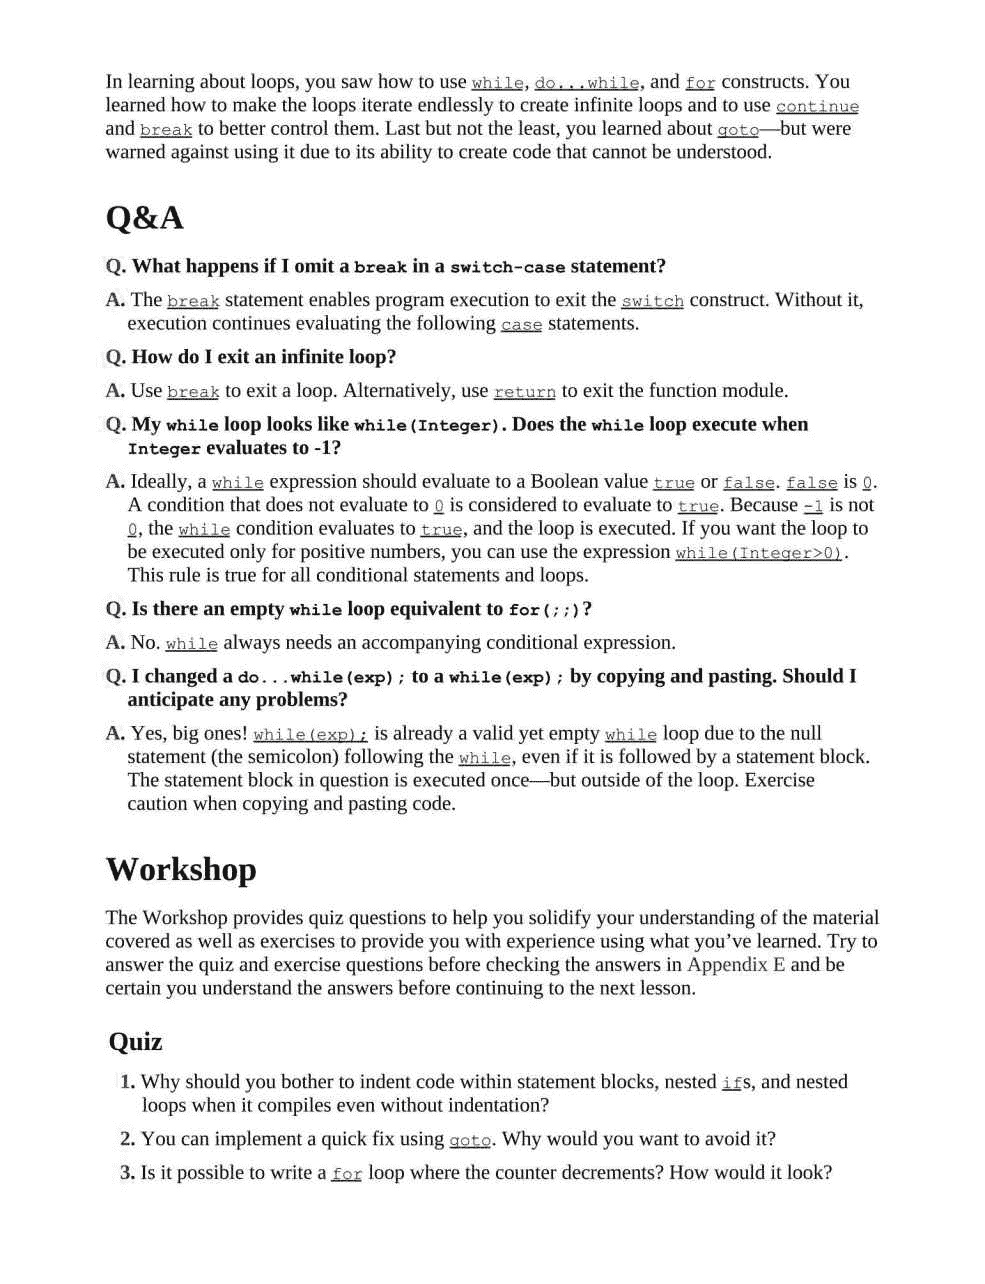 In learning about loops, you saw how to use while, do...while, and for constructs. You
learned how to make the loops iterate endlessly to create infinite loops and to use continue
and break to better control them. Last but not the least, you learned about goto—but were
warned against using it due to its ability to create code that cannot be understood.
Q&A
Q. What happens if I omit a break in a switch-case statement?
A. The break statement enables program execution to exit the switch construct. Without it,
execution continues evaluating the following case statements.
Q. How do I exit an infinite loop?
A. Use break to exit a loop. Alternatively, use return to exit the function module.
Q. My while loop looks like while(Integer). Does the while loop execute when
Integer evaluates to -1?
A. Ideally, a while expression should evaluate to a Boolean value true or false. false is 0.
A condition that does not evaluate to 0 is considered to evaluate to true. Because -1 is not
0, the while condition evaluates to true, and the loop is executed. If you want the loop to
be executed only for positive numbers, you can use the expression while(Integer>0).
This rule is true for all conditional statements and loops.
Q. Is there an empty while loop equivalent to for(;;)?
A. No. while always needs an accompanying conditional expression.
Q. I changed a do...while(exp); to a while(exp); by copying and pasting. Should I
anticipate any problems?
A. Yes, big ones! while(exp); is already a valid yet empty while loop due to the null
statement (the semicolon) following the while, even if it is followed by a statement block.
The statement block in question is executed once—but outside of the loop. Exercise
caution when copying and pasting code.
Workshop
The Workshop provides quiz questions to help you solidify your understanding of the material
covered as well as exercises to provide you with experience using what you’ve learned. Try to
answer the quiz and exercise questions before checking the answers in Appendix E and be
certain you understand the answers before continuing to the next lesson.
Quiz
1. Why should you bother to indent code within statement blocks, nested ifs, and nested
loops when it compiles even without indentation?
2. You can implement a quick fix using goto. Why would you want to avoid it?
3. Is it possible to write a for loop where the counter decrements? How would it look?